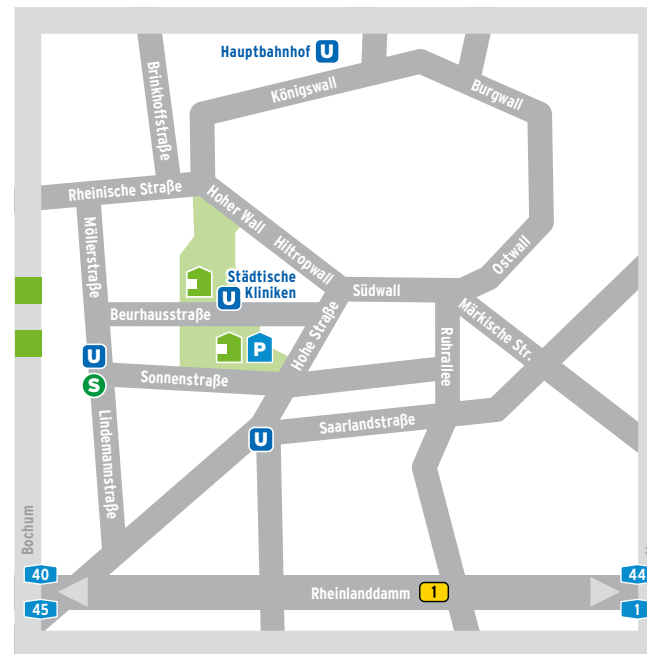 Hauptbahnhof U
Königswall
Burgwall
Brinkhoffstraße
Rheinische Straße
Hoher Wall
Hiltropwall
Ostwall
Möllerstraße
Städtische
U Kliniken
Südwall
Beurhausstraße
Hohe Straße
Ruhrallee
Märkische Str.
U
P
S
Sonnenstraße
Lindemannstraße
U
Saarlandstraße
Bochum
40
45
Rheinlanddamm 1
44
1